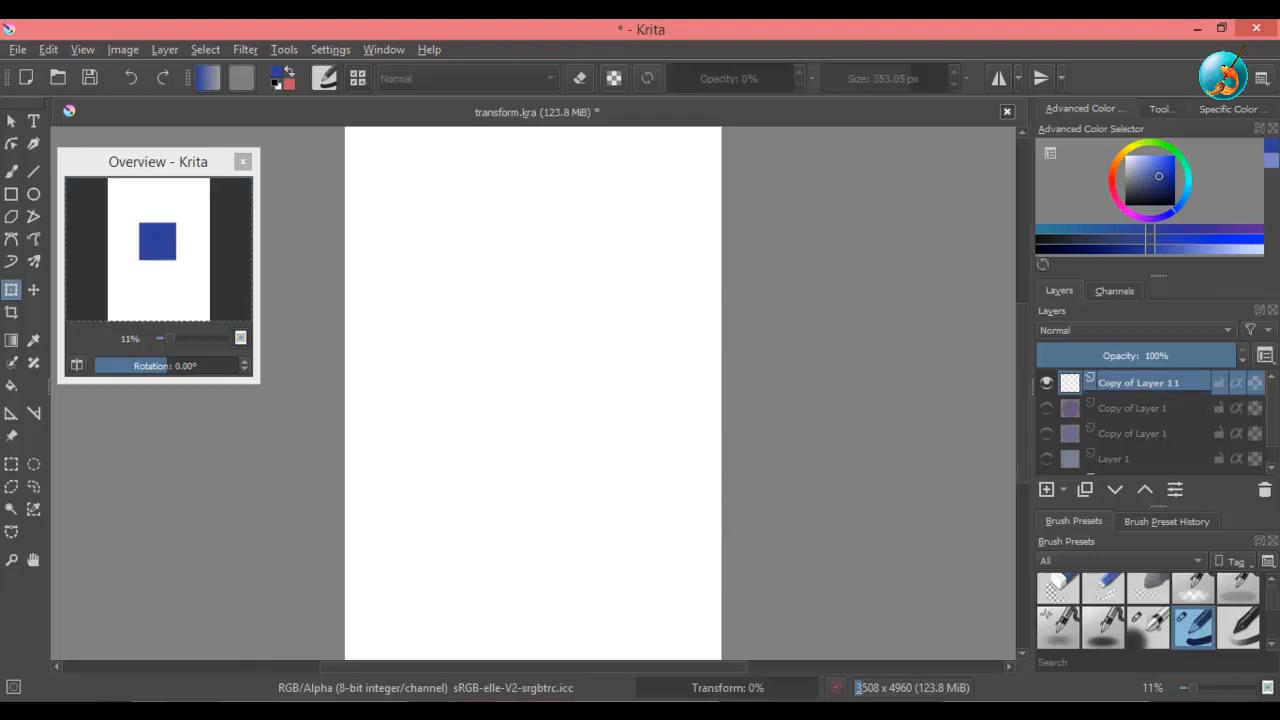 * - Krita
File Edit View Image Layer Select Filter Tools Settings Window Help
Normal Opacity: 0% Size: 353.05 px
transform.kra (123.8 MiB) *
Advanced Color ... Tool... Specific Color ...
Advanced Color Selector
Overview - Krita
11%
Rotation: 0.00°
Layers Channels
Layers
Normal
Opacity: 100%
Copy of Layer 11
Copy of Layer 1
Copy of Layer 1
Layer 1
Brush Presets Brush Preset History
Brush Presets
All Tag
Search
RGB/Alpha (8-bit integer/channel) sRGB-elle-V2-srgbtrc.icc Transform: 0% 3508 x 4960 (123.8 MiB) 11%